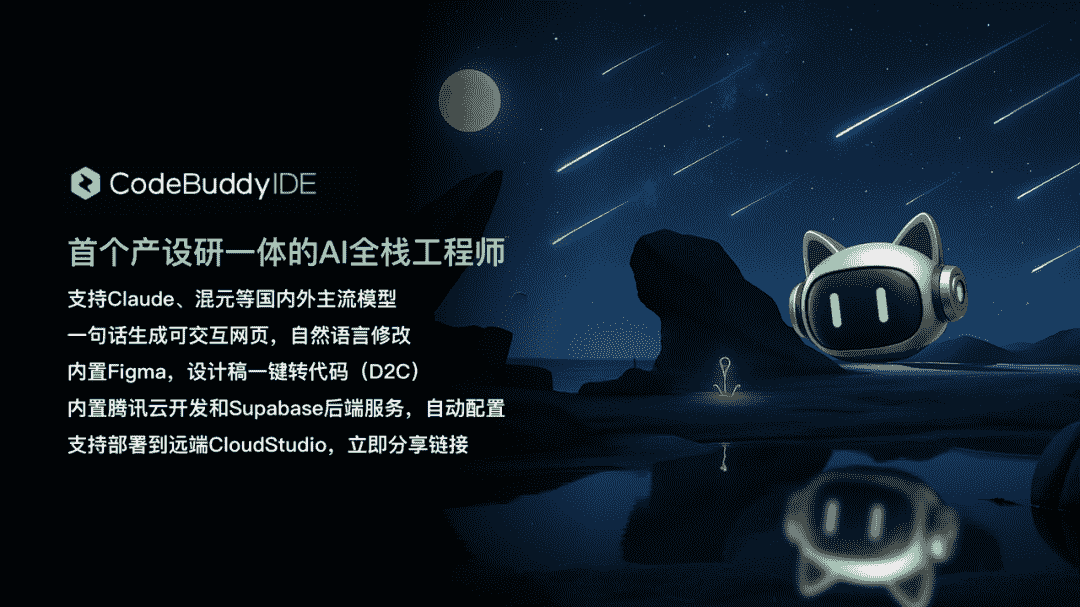 CodeBuddyIDE
首个产设研一体的AI全栈工程师
支持Claude、混元等国内外主流模型
一句话生成可交互网页，自然语言修改
内置Figma，设计稿一键转代码（D2C）
内置腾讯云开发和Supabase后端服务，自动配置
支持部署到远端CloudStudio，立即分享链接